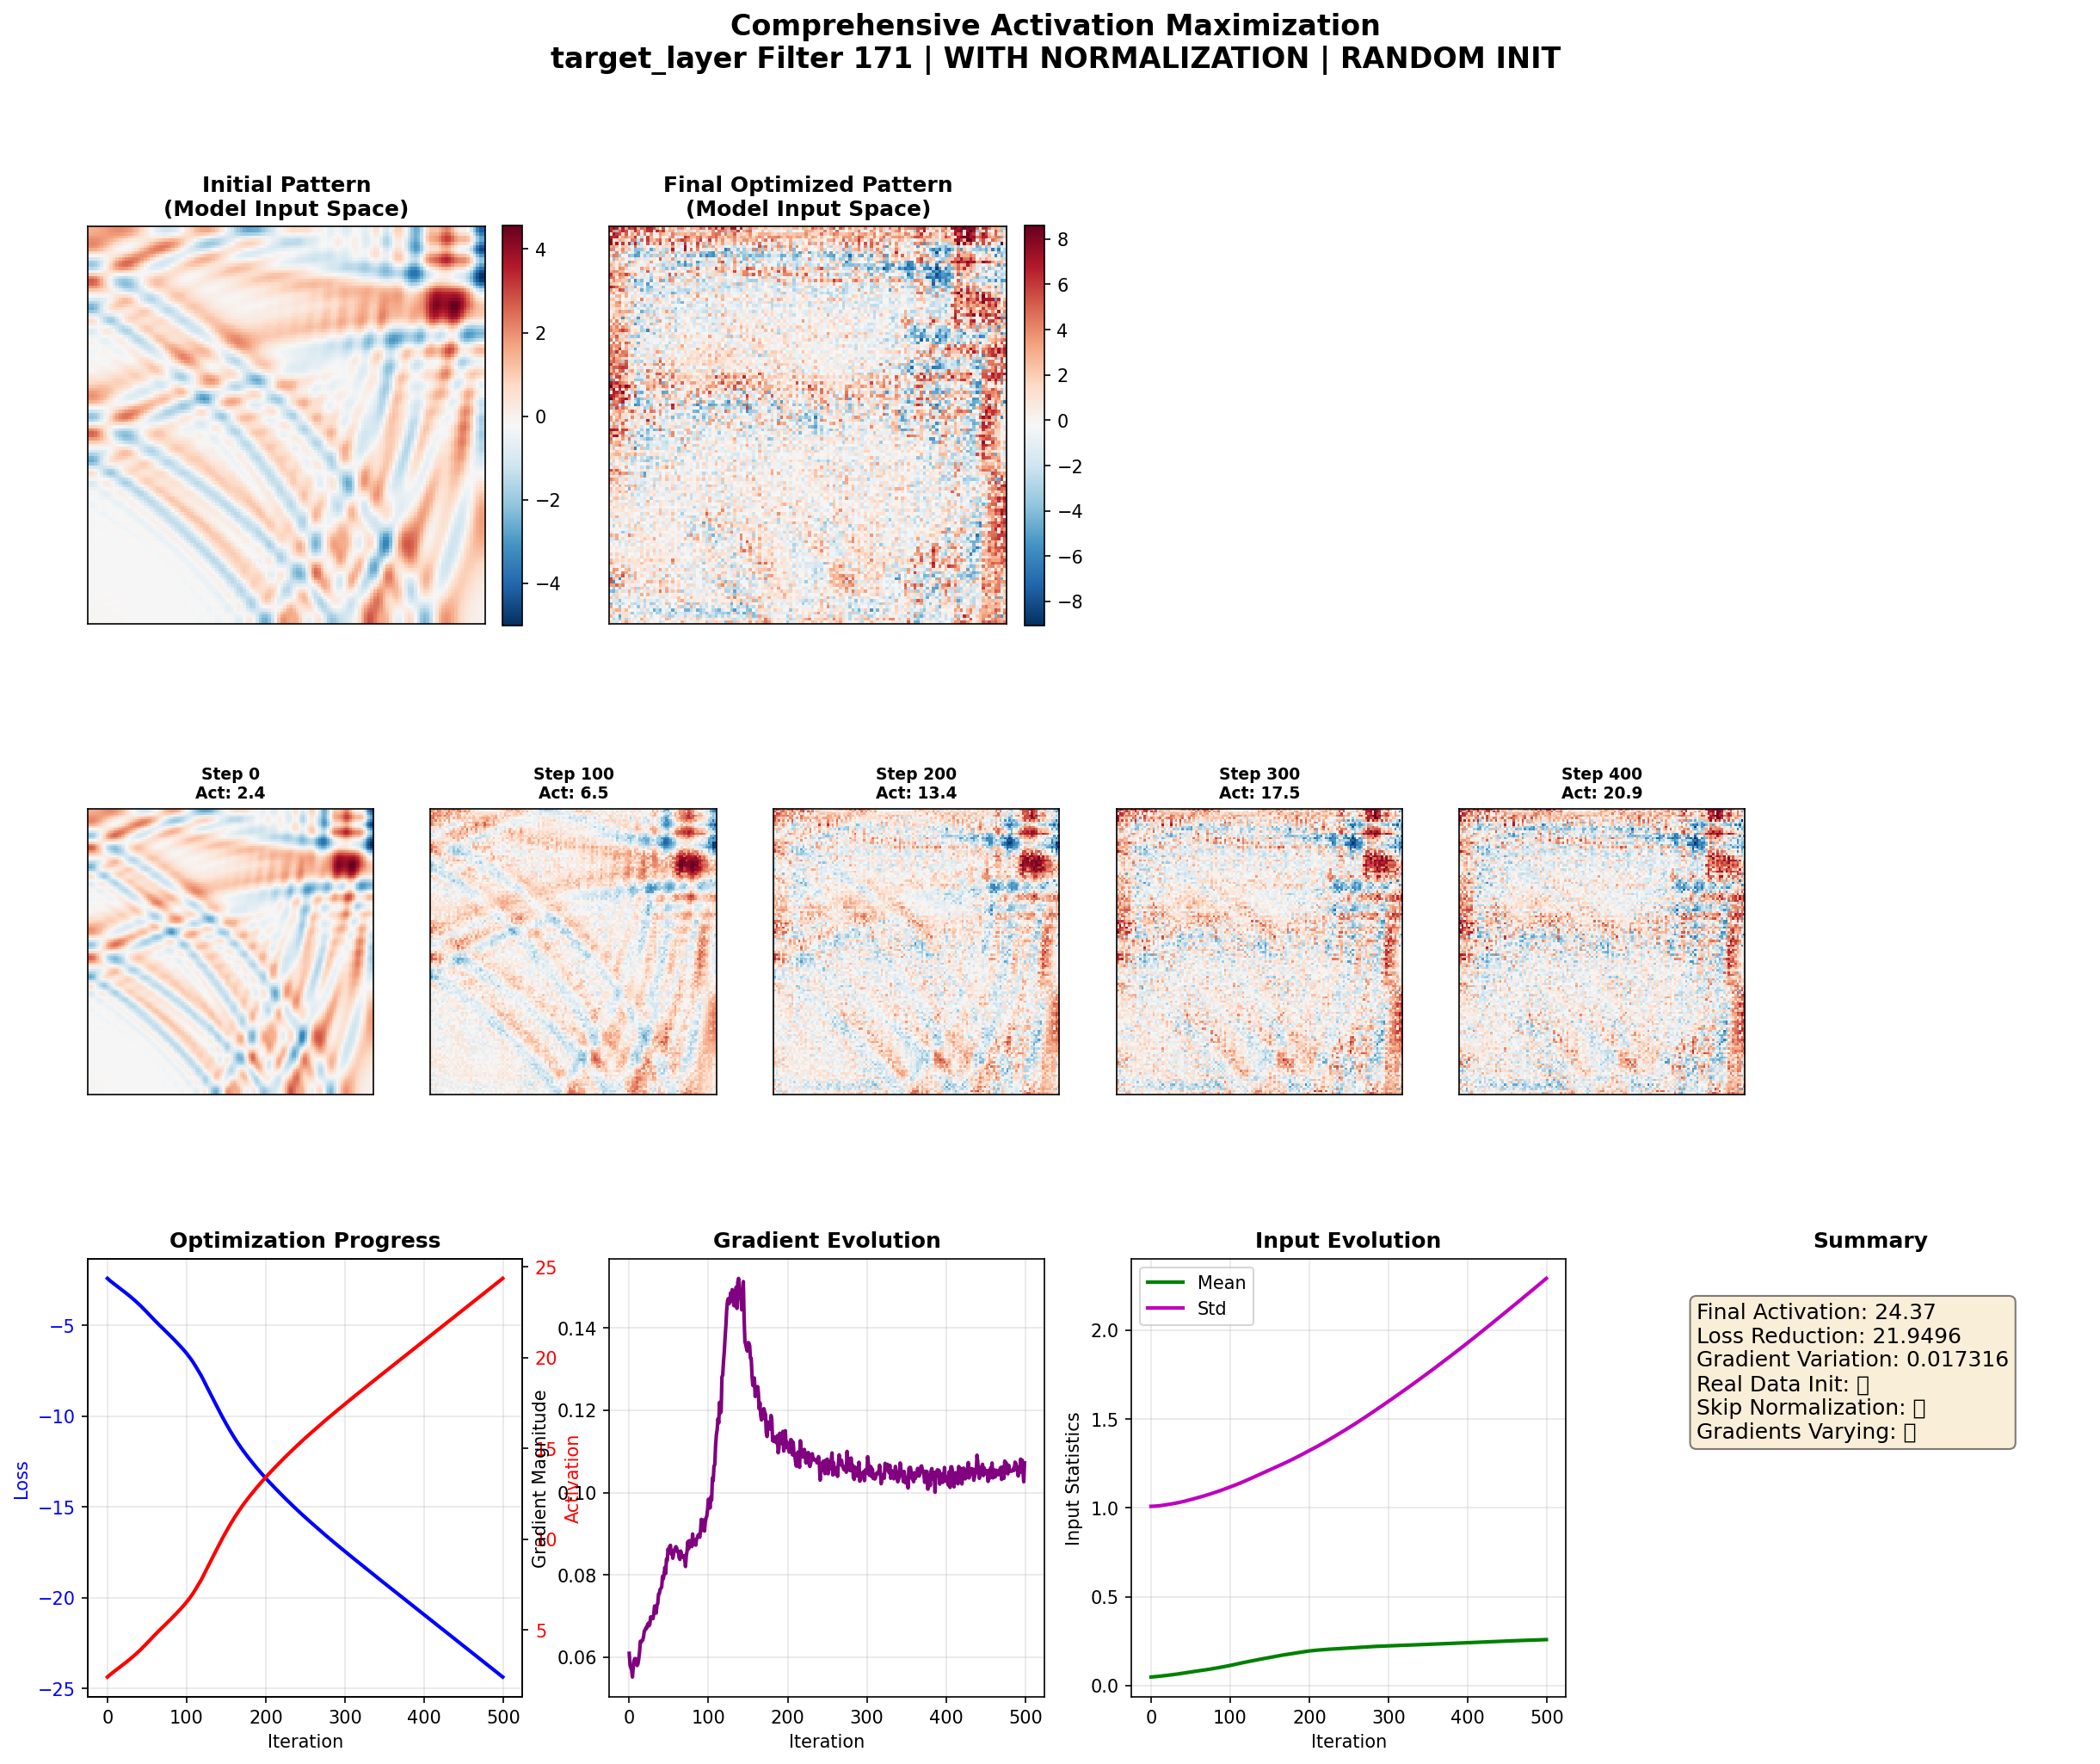 Comprehensive Activation Maximization
target_layer Filter 171 | WITH NORMALIZATION | RANDOM INIT
Initial Pattern
(Model Input Space)
4
2
0
−2
−4
Final Optimized Pattern
(Model Input Space)
8
6
4
2
0
−2
−4
−6
−8
Step 0
Act: 2.4
Step 100
Act: 6.5
Step 200
Act: 13.4
Step 300
Act: 17.5
Step 400
Act: 20.9
Optimization Progress
Loss
−5
−10
−15
−20
−25
0 100 200 300 400 500
Iteration
25
20
15
10
5
Activation
Gradient Evolution
Gradient Magnitude
0.14
0.12
0.10
0.08
0.06
0 100 200 300 400 500
Iteration
Input Evolution
Mean
Std
Input Statistics
2.0
1.5
1.0
0.5
0.0
0 100 200 300 400 500
Iteration
Summary
Final Activation: 24.37
Loss Reduction: 21.9496
Gradient Variation: 0.017316
Real Data Init:
Skip Normalization:
Gradients Varying: